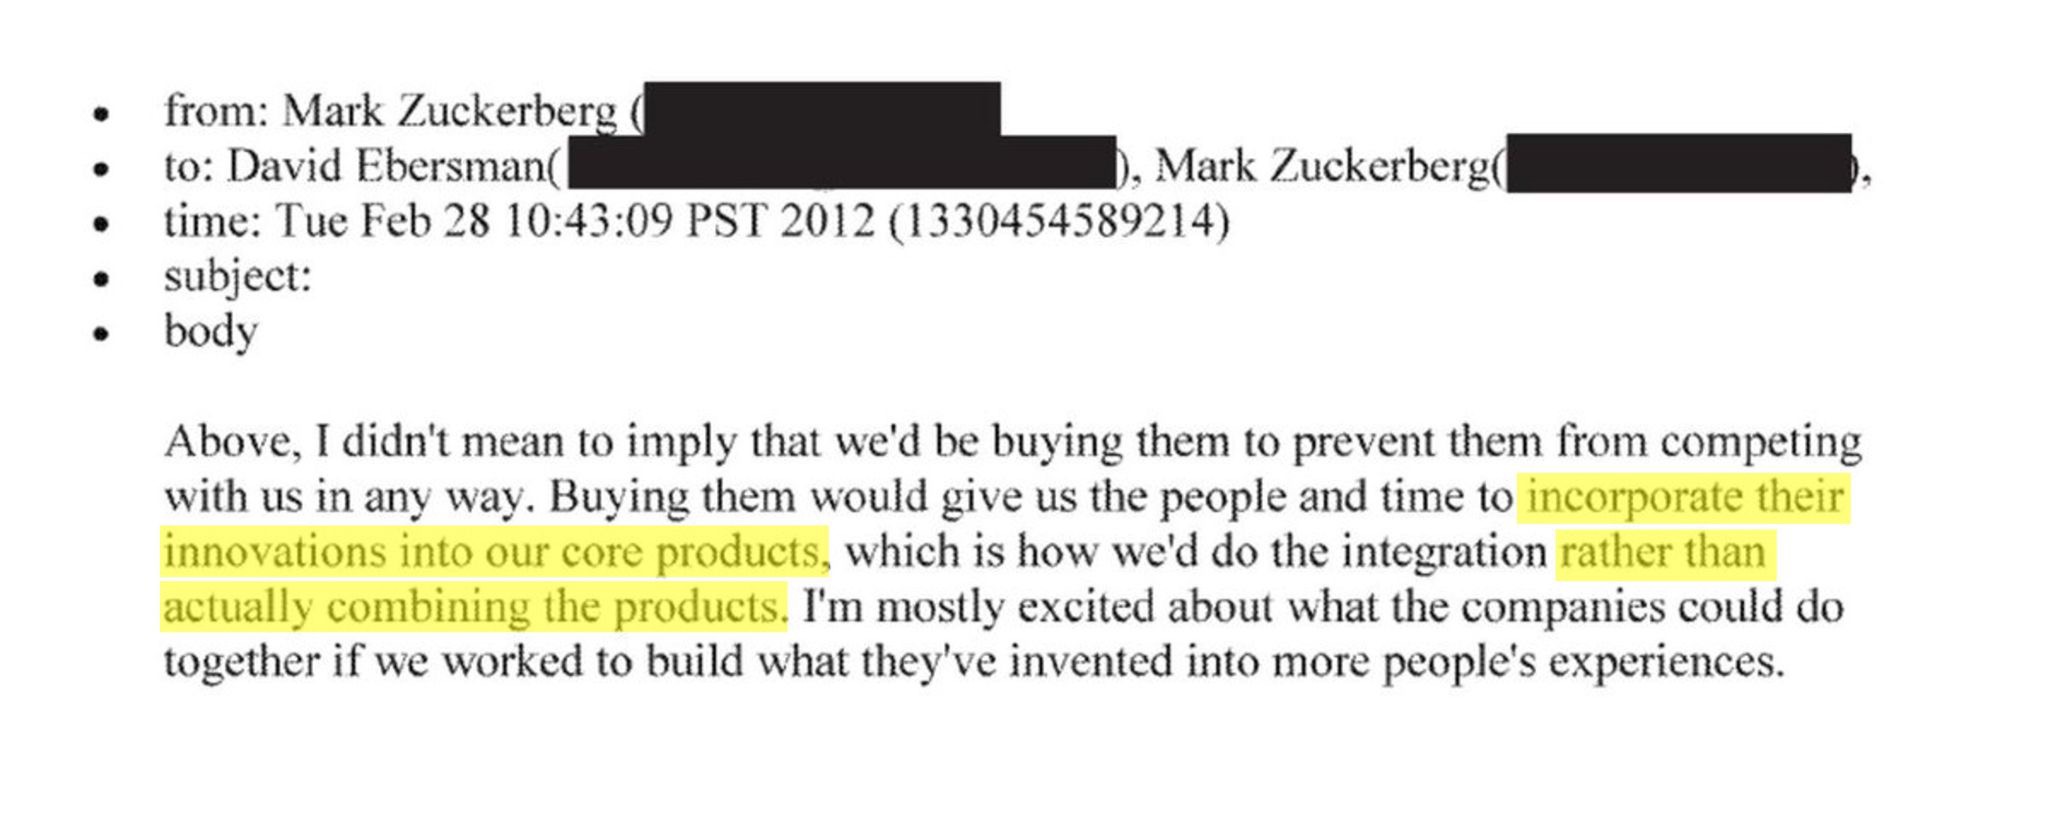 • from: Mark Zuckerberg (
• to: David Ebersman( ), Mark Zuckerberg( ),
• time: Tue Feb 28 10:43:09 PST 2012 (1330454589214)
• subject:
• body
Above, I didn't mean to imply that we'd be buying them to prevent them from competing
with us in any way. Buying them would give us the people and time to incorporate their
innovations into our core products, which is how we'd do the integration rather than
actually combining the products. I'm mostly excited about what the companies could do
together if we worked to build what they've invented into more people's experiences.